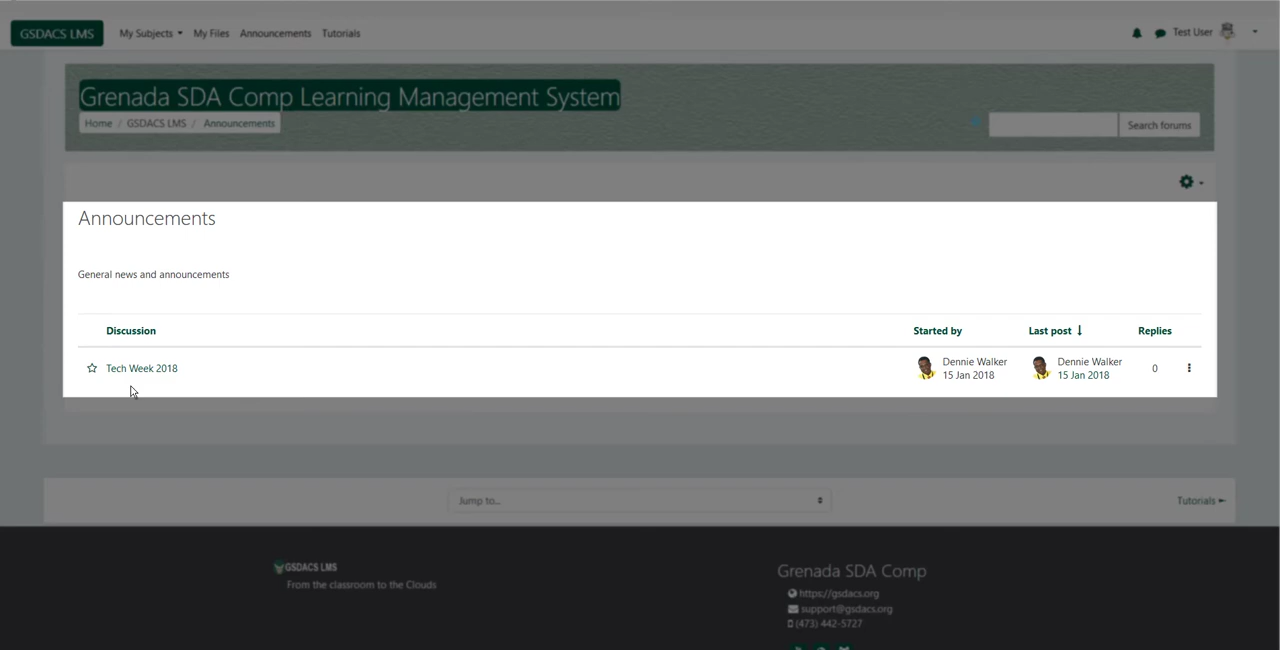 GSDACS LMS My Subjects My Files Announcements Tutorials Test User
Grenada SDA Comp Learning Management System
Home / GSDACS LMS / Announcements Search forums
Announcements
General news and announcements
Discussion Started by Last post Replies
Tech Week 2018 Dennie Walker 15 Jan 2018 Dennie Walker 15 Jan 2018 0
Jump to... Tutorials
GSDACS LMS
From the classroom to the Clouds
Grenada SDA Comp
https://gsdacs.org
support@gsdacs.org
(473) 442-5727